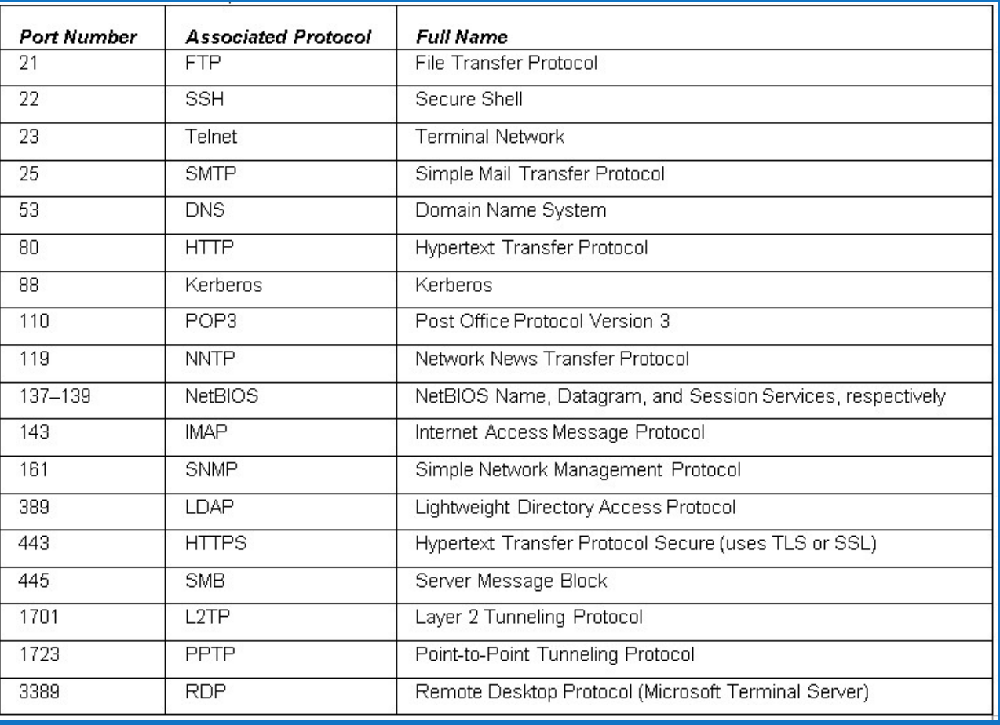 Port Number Associated Protocol Full Name
21 FTP File Transfer Protocol
22 SSH Secure Shell
23 Telnet Terminal Network
25 SMTP Simple Mail Transfer Protocol
53 DNS Domain Name System
80 HTTP Hypertext Transfer Protocol
88 Kerberos Kerberos
110 POP3 Post Office Protocol Version 3
119 NNTP Network News Transfer Protocol
137–139 NetBIOS NetBIOS Name, Datagram, and Session Services, respectively
143 IMAP Internet Access Message Protocol
161 SNMP Simple Network Management Protocol
389 LDAP Lightweight Directory Access Protocol
443 HTTPS Hypertext Transfer Protocol Secure (uses TLS or SSL)
445 SMB Server Message Block
1701 L2TP Layer 2 Tunneling Protocol
1723 PPTP Point-to-Point Tunneling Protocol
3389 RDP Remote Desktop Protocol (Microsoft Terminal Server)